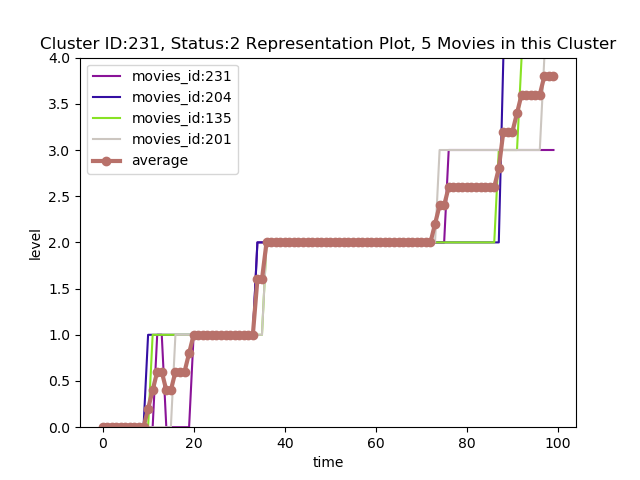 Cluster ID:231, Status:2 Representation Plot, 5 Movies in this Cluster
4.0
3.5
3.0
2.5
2.0
1.5
1.0
0.5
0.0
level
movies_id:231
movies_id:204
movies_id:135
movies_id:201
average
0
20
40
60
80
100
time